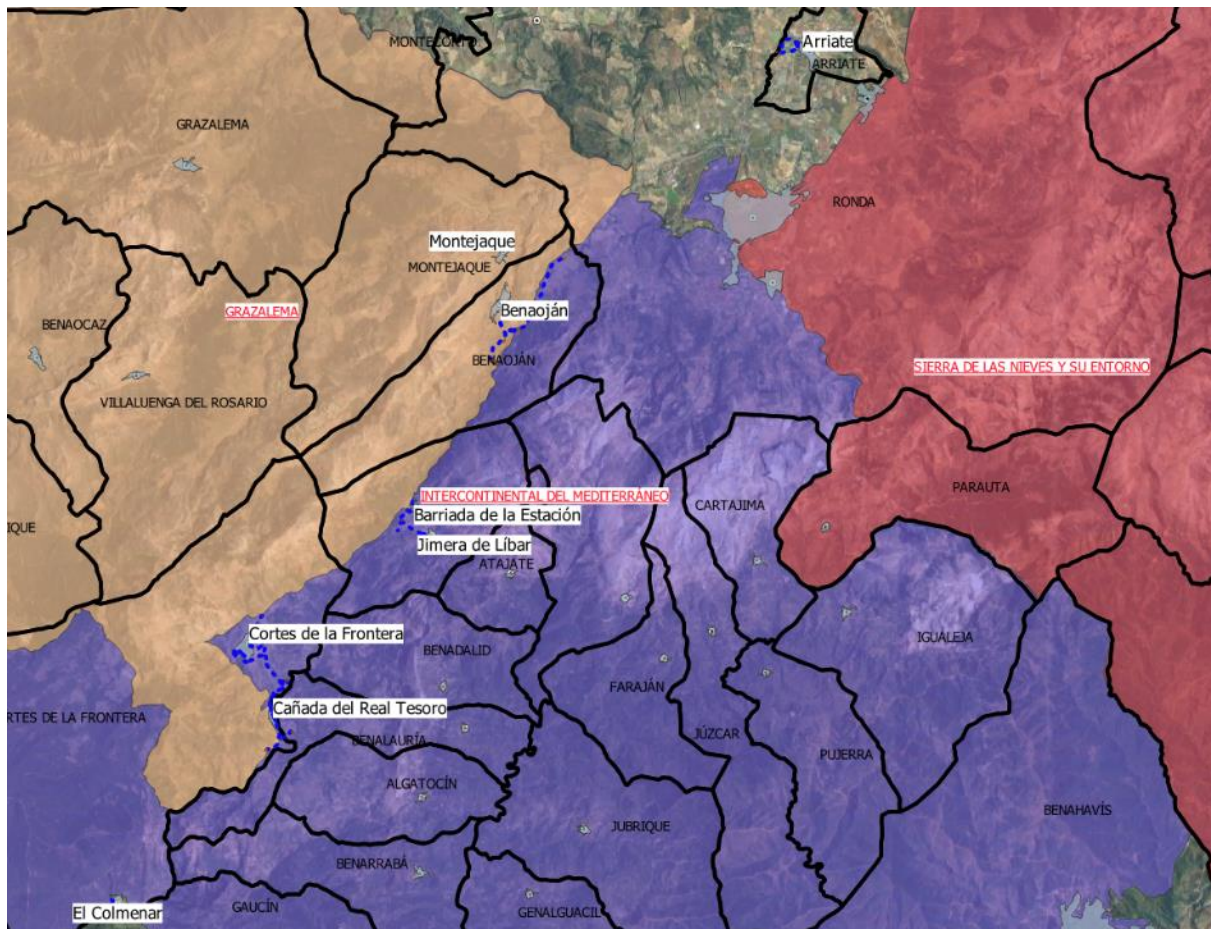 Arriate
MONTECORTO
ARRIATE
GRAZALEMA
RONDA
Montejaque
MONTEJAQUE
GRAZALEMA
Benaoján
BENAOCAZ
BENAOJÁN
SIERRA DE LAS NIEVES Y SU ENTORNO
VILLALUENGA DEL ROSARIO
PARAUTA
INTERCONTINENTAL DEL MEDITERRÁNEO
CARTAJIMA
Barriada de la Estación
RIQUE
Jimera de Líbar
ATAJATE
Cortes de la Frontera
IGUALEJA
BENADALID
FARAJÁN
Cañada del Real Tesoro
RTES DE LA FRONTERA
JÚZCAR
BENALAURÍA
PUJERRA
ALGATOCÍN
BENAHAVÍS
JUBRIQUE
BENARRABÁ
El Colmenar
GAUCÍN
GENALGUACIL